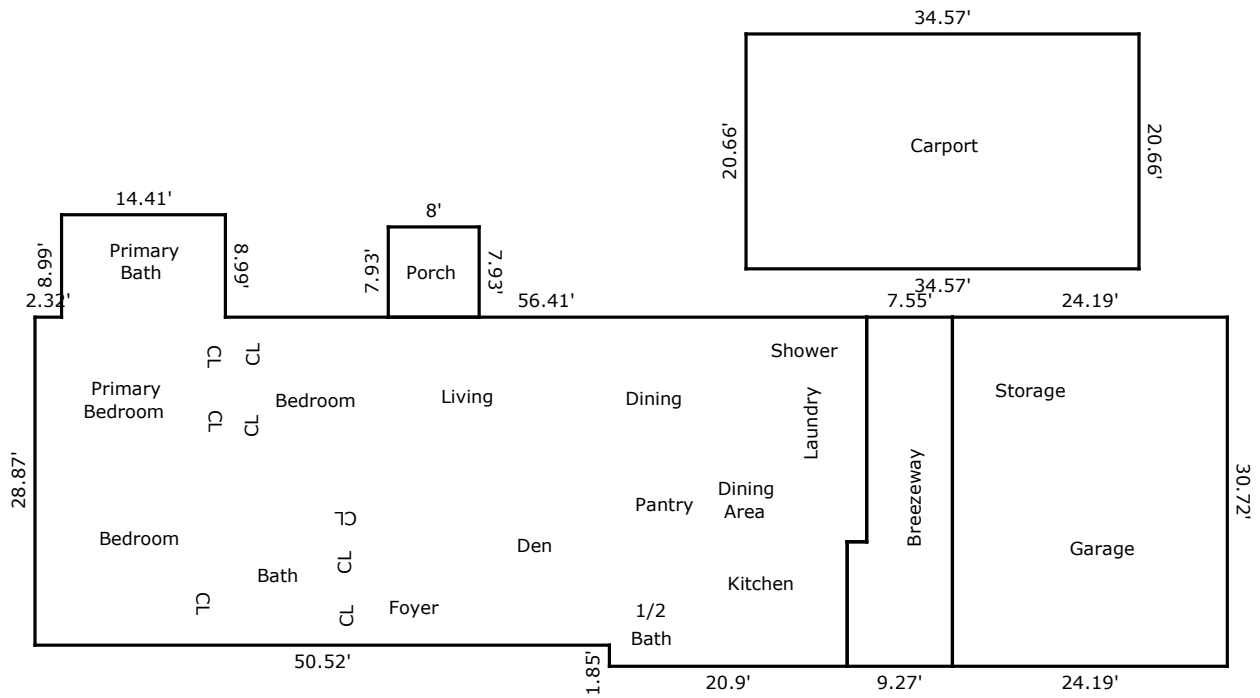 34.57'
20.66'
Carport
20.66'
34.57'
14.41'
8.99'
Primary
Bath
8.99'
8'
7.93'
Porch
7.93'
2.32'
56.41'
7.55'
24.19'
CL
CL
Shower
Primary
Bedroom
CL
CL
Bedroom
Living
Dining
Laundry
Storage
28.87'
Pantry
Dining
Area
Breezeway
30.72'
Bedroom
CL
Den
Garage
Bath
CL
Kitchen
CL
CL
Foyer
1/2
Bath
50.52'
1.85'
20.9'
9.27'
24.19'